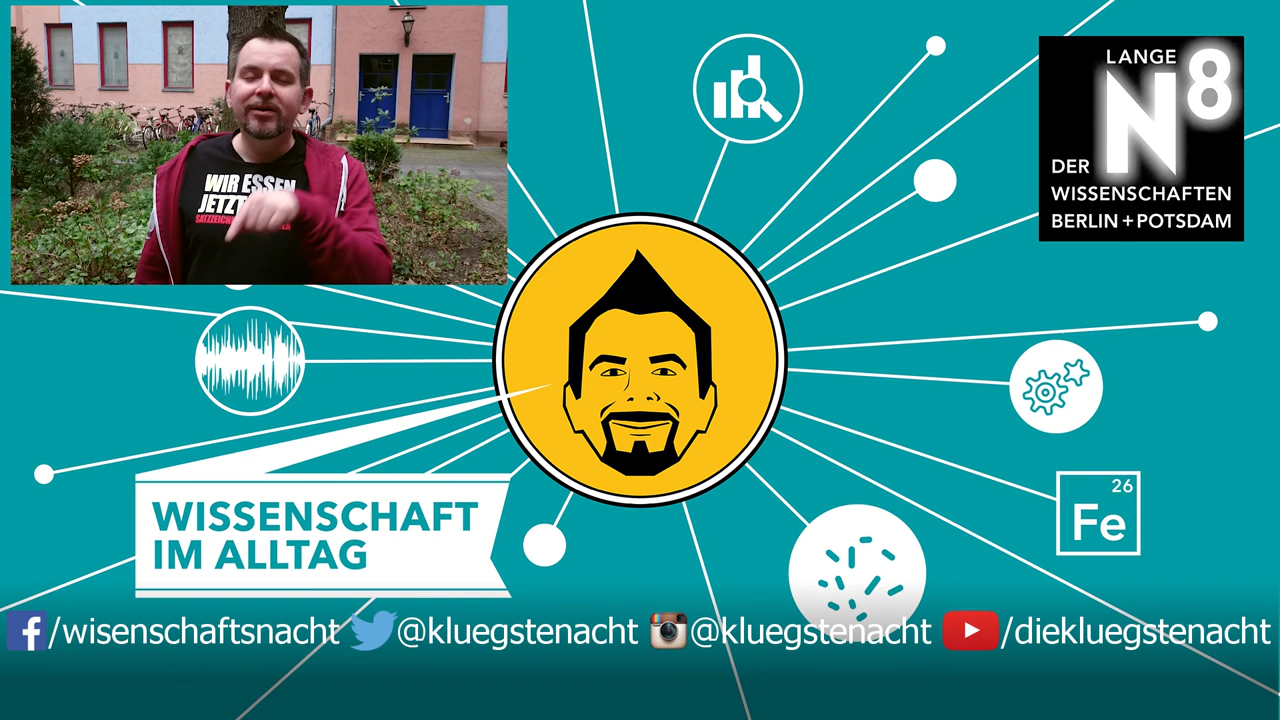 WIR ESSEN
JETZT
LANGE
N8
DER
WISSENSCHAFTEN
BERLIN + POTSDAM
26
Fe
WISSENSCHAFT
IM ALLTAG
/wisenschaftsnacht @kluegstenacht @kluegstenacht /diekluegstenacht